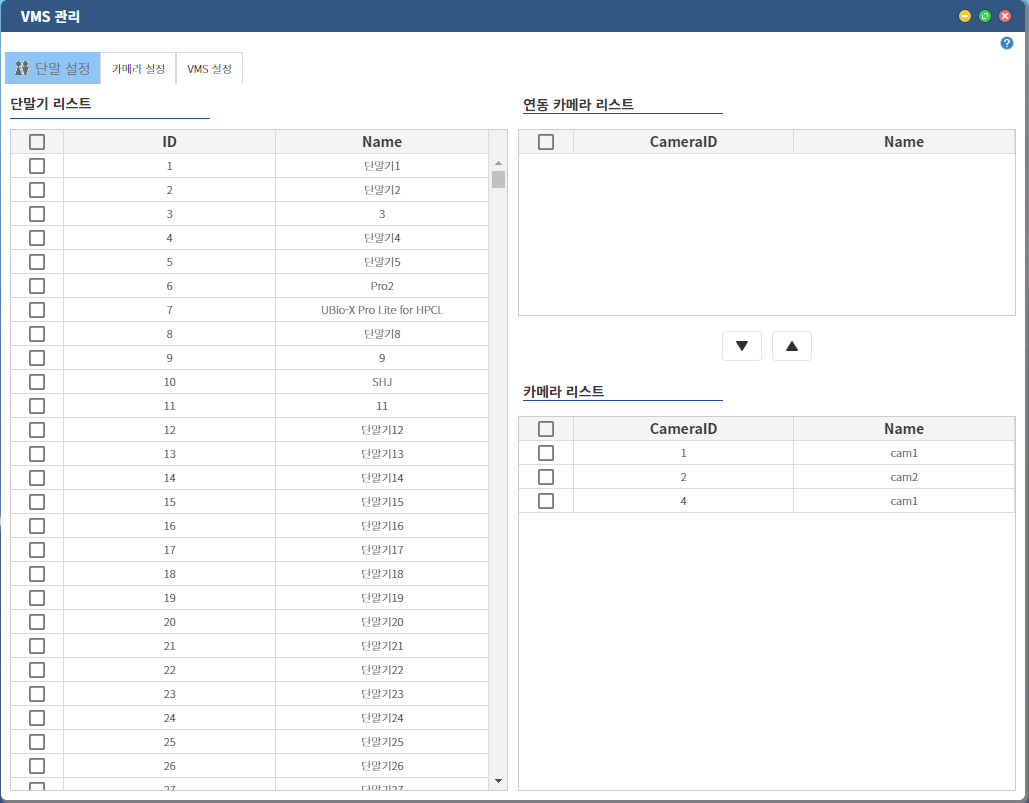 VMS 관리
단말 설정 카메라 설정 VMS 설정
단말기 리스트
ID Name
1 단말기1
2 단말기2
3 3
4 단말기4
5 단말기5
6 Pro2
7 UBio-X Pro Lite for HPCL
8 단말기8
9 9
10 SHJ
11 11
12 단말기12
13 단말기13
14 단말기14
15 단말기15
16 단말기16
17 단말기17
18 단말기18
19 단말기19
20 단말기20
21 단말기21
22 단말기22
23 단말기23
24 단말기24
25 단말기25
26 단말기26
27 단말기27
연동 카메라 리스트
CameraID Name
카메라 리스트
CameraID Name
1 cam1
2 cam2
4 cam1